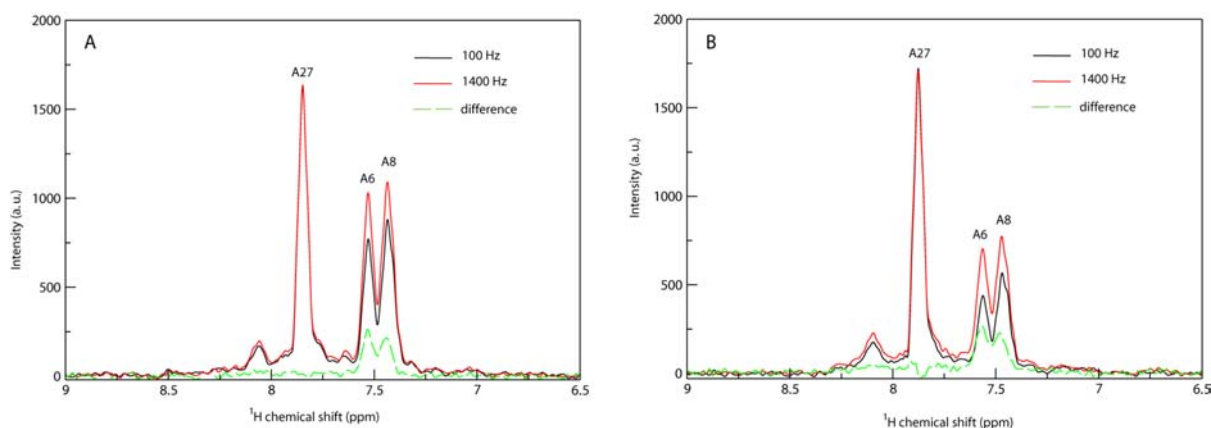 A
100 Hz
1400 Hz
difference
A27
A6
A8
2000
1500
1000
500
0
Intensity (a. u.)
9
8.5
8
7.5
7
6.5
¹H chemical shift (ppm)
B
100 Hz
1400 Hz
difference
A27
A6
A8
2000
1500
1000
500
0
Intensity (a. u.)
9
8.5
8
7.5
7
6.5
¹H chemical shift (ppm)